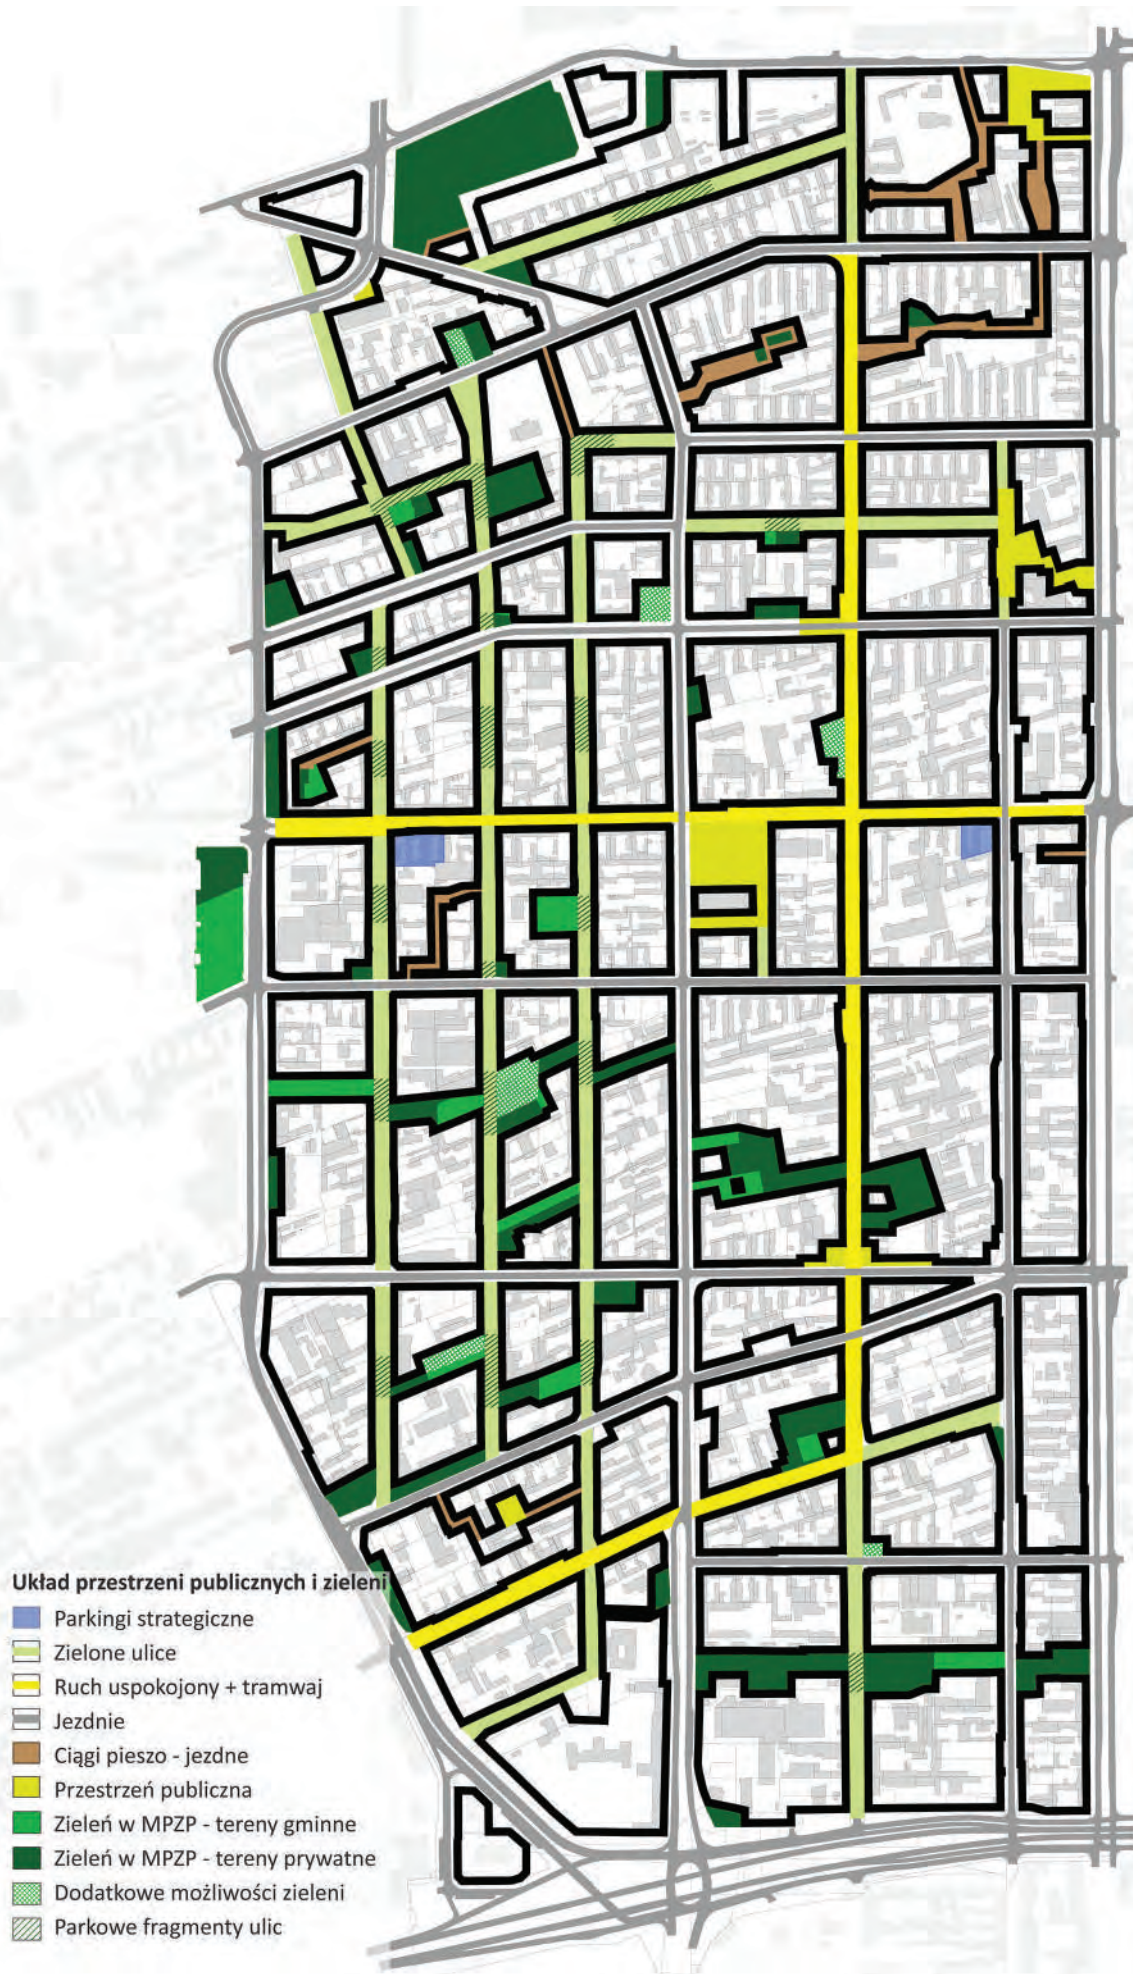 Układ przestrzeni publicznych i zieleni
Parkingi strategiczne
Zielone ulice
Ruch uspokojony + tramwaj
Jezdnie
Ciągi pieszo - jezdne
Przestrzeń publiczna
Zieleń w MPZP - tereny gminne
Zieleń w MPZP - tereny prywatne
Dodatkowe możliwości zieleni
Parkowe fragmenty ulic